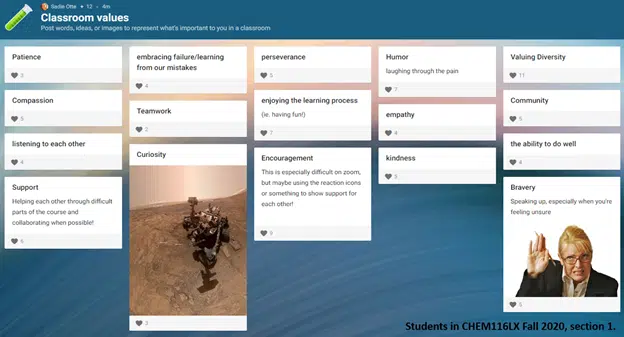 Sadie Otte • 12 • 4m
Classroom values
Post words, ideas, or images to represent what's important to you in a classroom
Patience
3
Compassion
5
listening to each other
4
Support
Helping each other through difficult
parts of the course and
collaborating when possible!
6
embracing failure/learning
from our mistakes
4
Teamwork
2
Curiosity
3
perseverance
5
enjoying the learning process
(ie. having fun!)
7
Encouragement
This is especially difficult on zoom,
but maybe using the reaction icons
or something to show support for
each other!
9
Humor
laughing through the pain
7
empathy
4
kindness
5
Valuing Diversity
11
Community
5
the ability to do well
4
Bravery
Speaking up, especially when you're
feeling unsure
5
Students in CHEM116LX Fall 2020, section 1.